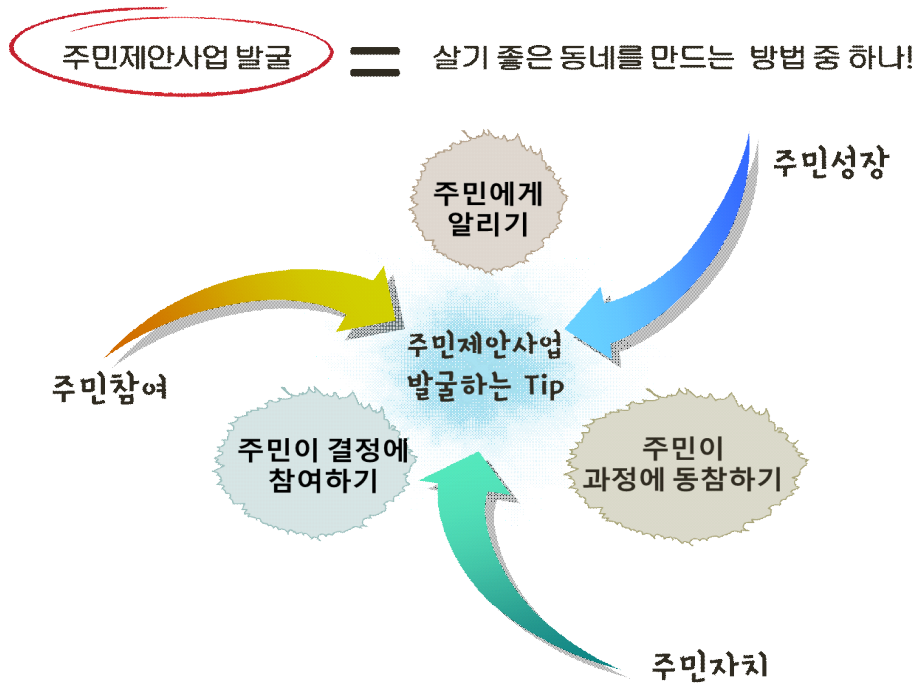 주민제안사업 발굴 = 살기 좋은 동네를 만드는 방법 중 하나!
주민성장
주민에게
알리기
주민제안사업
발굴하는 Tip
주민참여
주민이 결정에
참여하기
주민이
과정에 동참하기
주민자치